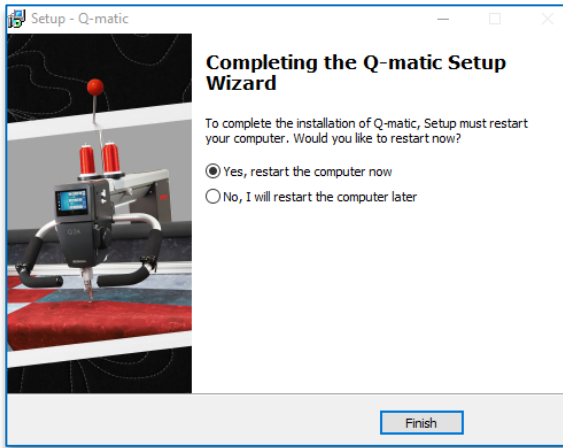 Setup - Q-matic
Completing the Q-matic Setup
Wizard
To complete the installation of Q-matic, Setup must restart
your computer. Would you like to restart now?
Yes, restart the computer now
No, I will restart the computer later
Finish